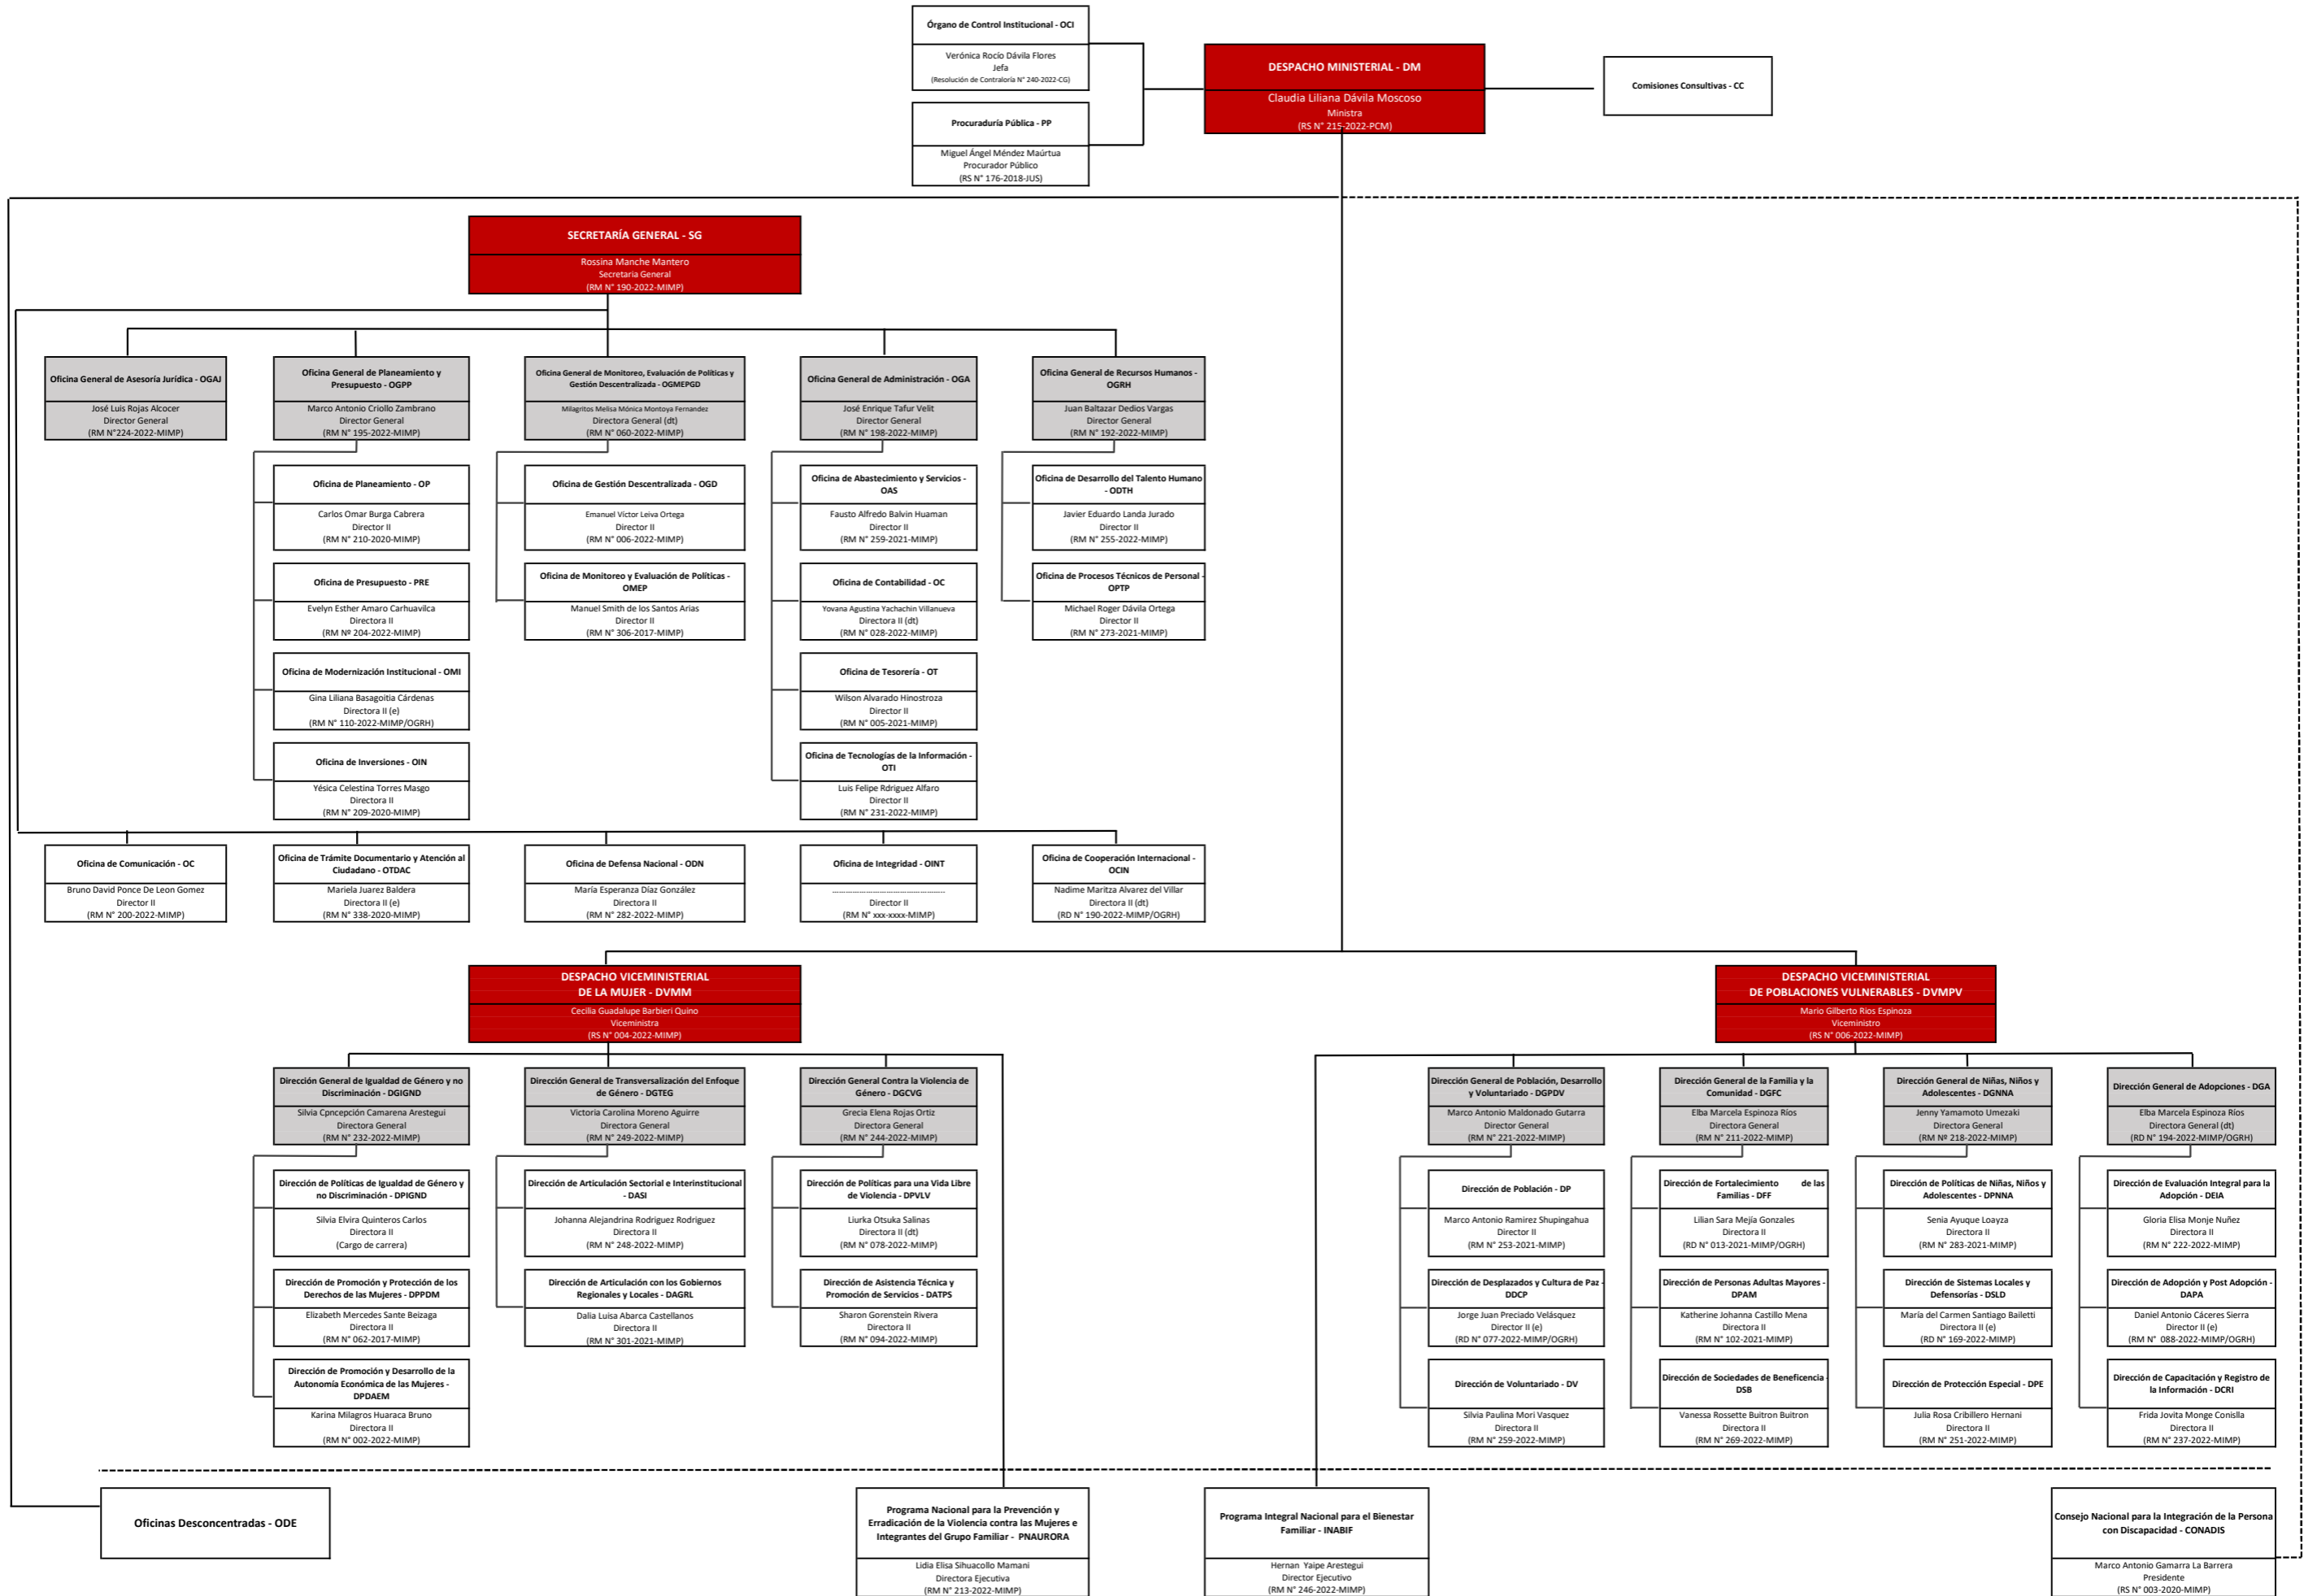 Órgano de Control Institucional - OCI
Verónica Rocío Dávila Flores
Jefa
(Resolución de Contraloría N° 240-2022-CG)
DESPACHO MINISTERIAL - DM
Claudia Liliana Dávila Moscoso
Ministra
(RS N° 215-2022-PCM)
Comisiones Consultivas - CC
Procuraduría Pública - PP
Miguel Ángel Méndez Maúrtua
Procurador Público
(RS N° 176-2018-JUS)
SECRETARÍA GENERAL - SG
Rossina Manche Mantero
Secretaria General
(RM N° 190-2022-MIMP)
Oficina General de Asesoría Jurídica - OGAJ
José Luis Rojas Alcocer
Director General
(RM N°224-2022-MIMP)
Oficina General de Planeamiento y
Presupuesto - OGPP
Marco Antonio Criollo Zambrano
Director General
(RM N° 195-2022-MIMP)
Oficina General de Monitoreo, Evaluación de Políticas y
Gestión Descentralizada - OGMEPGD
Milagritos Melisa Mónica Montoya Fernandez
Directora General (dt)
(RM N° 060-2022-MIMP)
Oficina General de Administración - OGA
José Enrique Tafur Velit
Director General
(RM N° 198-2022-MIMP)
Oficina General de Recursos Humanos -
OGRH
Juan Baltazar Dedios Vargas
Director General
(RM N° 192-2022-MIMP)
Oficina de Planeamiento - OP
Carlos Omar Burga Cabrera
Director II
(RM N° 210-2020-MIMP)
Oficina de Gestión Descentralizada - OGD
Emanuel Victor Leiva Ortega
Director II
(RM N° 006-2022-MIMP)
Oficina de Abastecimiento y Servicios -
OAS
Fausto Alfredo Balvin Huaman
Director II
(RM N° 259-2021-MIMP)
Oficina de Desarrollo del Talento Humano
- ODTH
Javier Eduardo Landa Jurado
Director II
(RM N° 255-2022-MIMP)
Oficina de Presupuesto - PRE
Evelyn Esther Amaro Carhuavilca
Directora II
(RM Nº 204-2022-MIMP)
Oficina de Monitoreo y Evaluación de Políticas -
OMEP
Manuel Smith de los Santos Arias
Director II
(RM N° 306-2017-MIMP)
Oficina de Contabilidad - OC
Yovana Agustina Yachachin Villanueva
Directora II (dt)
(RM N° 028-2022-MIMP)
Oficina de Procesos Técnicos de Personal -
OPTP
Michael Roger Dávila Ortega
Director II
(RM N° 273-2021-MIMP)
Oficina de Modernización Institucional - OMI
Gina Liliana Basagoitia Cárdenas
Directora II (e)
(RM N° 110-2022-MIMP/OGRH)
Oficina de Tesorería - OT
Wilson Alvarado Hinostroza
Director II
(RM N° 005-2021-MIMP)
Oficina de Inversiones - OIN
Yésica Celestina Torres Masgo
Directora II
(RM N° 209-2020-MIMP)
Oficina de Tecnologías de la Información -
OTI
Luis Felipe Rdriguez Alfaro
Director II
(RM N° 231-2022-MIMP)
Oficina de Comunicación - OC
Bruno David Ponce De Leon Gomez
Director II
(RM N° 200-2022-MIMP)
Oficina de Trámite Documentario y Atención al
Ciudadano - OTDAC
Mariela Juarez Baldera
Directora II (e)
(RM N° 338-2020-MIMP)
Oficina de Defensa Nacional - ODN
María Esperanza Díaz González
Director II
(RM N° 282-2022-MIMP)
Oficina de Integridad - OINT
..............................................
Director II
(RM N° xxx-xxxx-MIMP)
Oficina de Cooperación Internacional -
OCIN
Nadime Maritza Alvarez del Villar
Directora II (dt)
(RD N° 190-2022-MIMP/OGRH)
DESPACHO VICEMINISTERIAL
DE LA MUJER - DVMM
Cecilia Guadalupe Barbieri Quino
Viceministra
(RS N° 004-2022-MIMP)
DESPACHO VICEMINISTERIAL
DE POBLACIONES VULNERABLES - DVMPV
Mario Gilberto Rios Espinoza
Viceministro
(RS N° 006-2022-MIMP)
Dirección General de Igualdad de Género y no
Discriminación - DGIGND
Silvia Cpncepción Camarena Arestegui
Directora General
(RM N° 232-2022-MIMP)
Dirección General de Transversalización del Enfoque
de Género - DGTEG
Victoria Carolina Moreno Aguirre
Directora General
(RM N° 249-2022-MIMP)
Dirección General Contra la Violencia de
Género - DGCVG
Grecia Elena Rojas Ortiz
Directora General
(RM N° 244-2022-MIMP)
Dirección General de Población, Desarrollo
y Voluntariado - DGPDV
Marco Antonio Maldonado Gutarra
Director General
(RM N° 221-2022-MIMP)
Dirección General de la Familia y la
Comunidad - DGFC
Elba Marcela Espinoza Ríos
Directora General
(RM N° 211-2022-MIMP)
Dirección General de Niñas, Niños y
Adolescentes - DGNNA
Jenny Yamamoto Umezaki
Directora General
(RM Nº 218-2022-MIMP)
Dirección General de Adopciones - DGA
Elba Marcela Espinoza Ríos
Directora General (dt)
(RD N° 194-2022-MIMP/OGRH)
Dirección de Políticas de Igualdad de Género y
no Discriminación - DPIGND
Silvia Elvira Quinteros Carlos
Directora II
(Cargo de carrera)
Dirección de Articulación Sectorial e Interinstitucional
- DASI
Johanna Alejandrina Rodriguez Rodriguez
Directora II
(RM N° 248-2022-MIMP)
Dirección de Políticas para una Vida Libre
de Violencia - DPVLV
Liurka Otsuka Salinas
Directora II (dt)
(RM N° 078-2022-MIMP)
Dirección de Población - DP
Marco Antonio Ramirez Shupingahua
Director II
(RM N° 253-2021-MIMP)
Dirección de Fortalecimiento de las
Familias - DFF
Lilian Sara Mejía Gonzales
Directora II
(RD N° 013-2021-MIMP/OGRH)
Dirección de Políticas de Niñas, Niños y
Adolescentes - DPNNA
Senia Ayuque Loayza
Directora II
(RM N° 283-2021-MIMP)
Dirección de Evaluación Integral para la
Adopción - DEIA
Gloria Elisa Monje Nuñez
Directora II
(RM N° 222-2022-MIMP)
Dirección de Promoción y Protección de los
Derechos de las Mujeres - DPPDM
Elizabeth Mercedes Sante Beizaga
Directora II
(RM N° 062-2017-MIMP)
Dirección de Articulación con los Gobiernos
Regionales y Locales - DAGRL
Dalia Luisa Abarca Castellanos
Directora II
(RM N° 301-2021-MIMP)
Dirección de Asistencia Técnica y
Promoción de Servicios - DATPS
Sharon Gorenstein Rivera
Directora II
(RM N° 094-2022-MIMP)
Dirección de Desplazados y Cultura de Paz -
DDCP
Jorge Juan Preciado Velásquez
Director II (e)
(RD N° 077-2022-MIMP/OGRH)
Dirección de Personas Adultas Mayores -
DPAM
Katherine Johanna Castillo Mena
Directora II
(RM N° 102-2021-MIMP)
Dirección de Sistemas Locales y
Defensorías - DSLD
María del Carmen Santiago Bailetti
Directora II (e)
(RD N° 169-2022-MIMP)
Dirección de Adopción y Post Adopción -
DAPA
Daniel Antonio Cáceres Sierra
Director II (e)
(RM N° 088-2022-MIMP/OGRH)
Dirección de Promoción y Desarrollo de la
Autonomía Económica de las Mujeres -
DPDAEM
Karina Milagros Huaraca Bruno
Directora II
(RM N° 002-2022-MIMP)
Dirección de Voluntariado - DV
Silvia Paulina Mori Vasquez
Directora II
(RM N° 259-2022-MIMP)
Dirección de Sociedades de Beneficencia -
DSB
Vanessa Rossette Buitron Buitron
Directora II
(RM N° 269-2022-MIMP)
Dirección de Protección Especial - DPE
Julia Rosa Cribillero Hernani
Directora II
(RM N° 251-2022-MIMP)
Dirección de Capacitación y Registro de
la Información - DCRI
Frida Jovita Monge Conislla
Directora II
(RM N° 237-2022-MIMP)
Oficinas Desconcentradas - ODE
Programa Nacional para la Prevención y
Erradicación de la Violencia contra las Mujeres e
Integrantes del Grupo Familiar - PNAURORA
Lidia Elisa Sihuacollo Mamani
Directora Ejecutiva
(RM N° 213-2022-MIMP)
Programa Integral Nacional para el Bienestar
Familiar - INABIF
Hernan Yaipe Arestegui
Director Ejecutivo
(RM N° 246-2022-MIMP)
Consejo Nacional para la Integración de la Persona
con Discapacidad - CONADIS
Marco Antonio Gamarra La Barrera
Presidente
(RS N° 003-2020-MIMP)